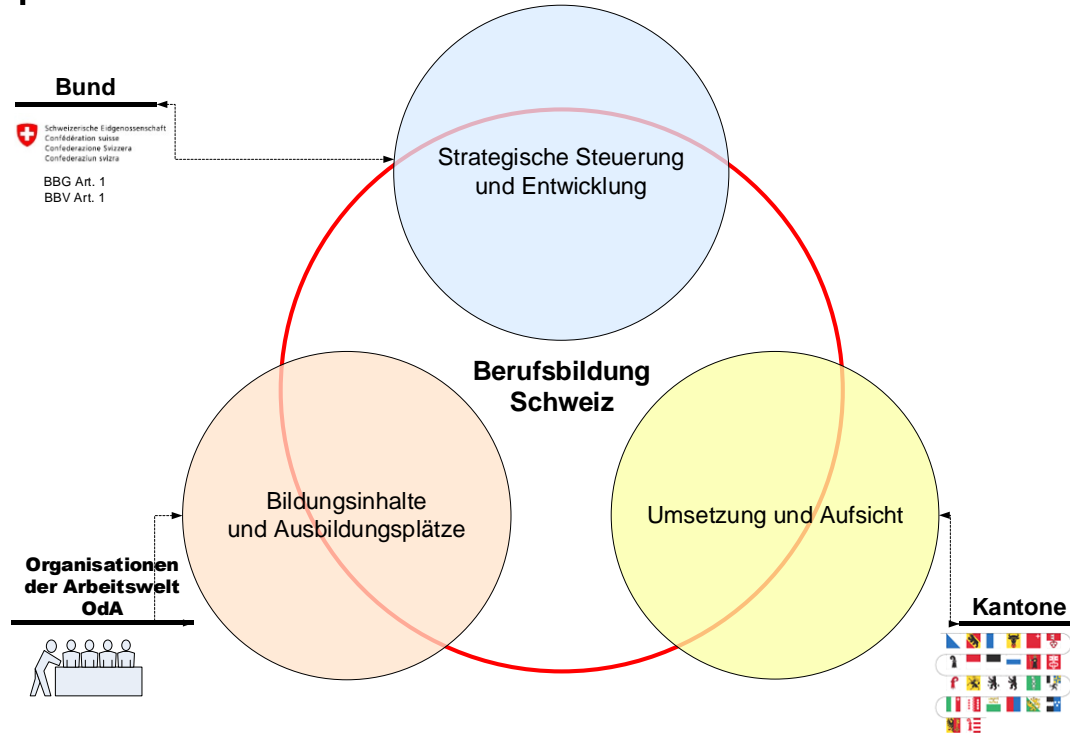 Bund
Schweizerische Eidgenossenschaft
Confédération suisse
Confederazione Svizzera
Confederaziun svizra
BBG Art. 1
BBV Art. 1
Strategische Steuerung
und Entwicklung
Berufsbildung
Schweiz
Bildungsinhalte
und Ausbildungsplätze
Umsetzung und Aufsicht
Organisationen
der Arbeitswelt
OdA
Kantone